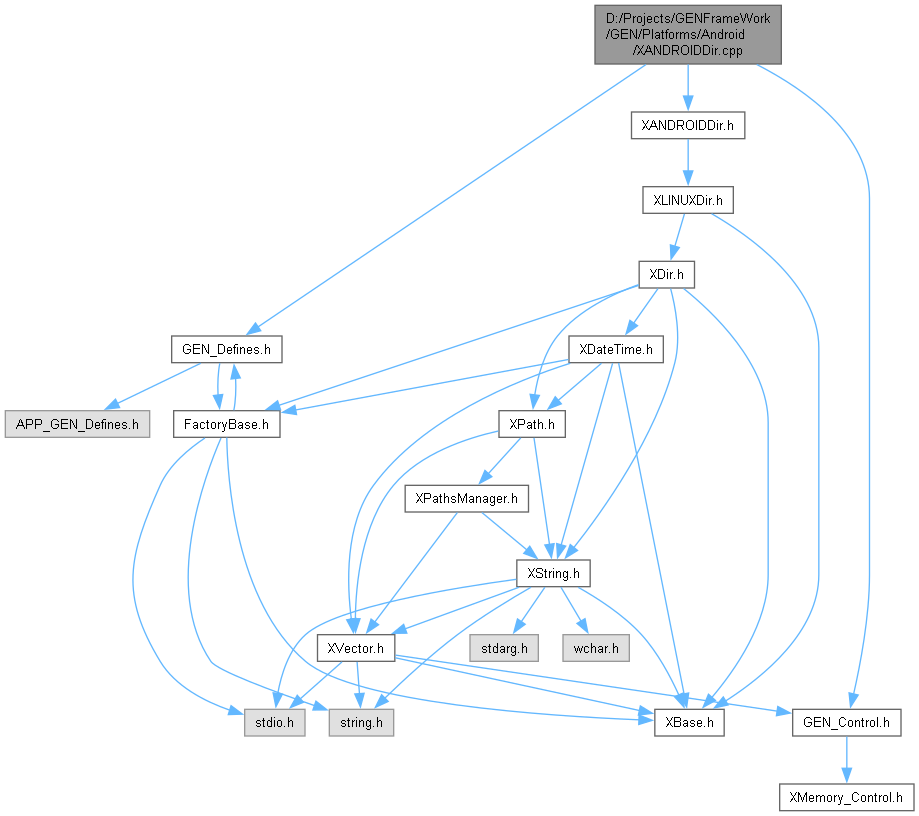 D:/Projects/GENFrameWork
/GEN/Platforms/Android
/XANDROIDDir.cpp
XANDROIDDir.h
XLINUXDir.h
XDir.h
GEN_Defines.h
XDateTime.h
APP_GEN_Defines.h
FactoryBase.h
XPath.h
XPathsManager.h
XString.h
XVector.h
stdarg.h
wchar.h
stdio.h
string.h
XBase.h
GEN_Control.h
XMemory_Control.h